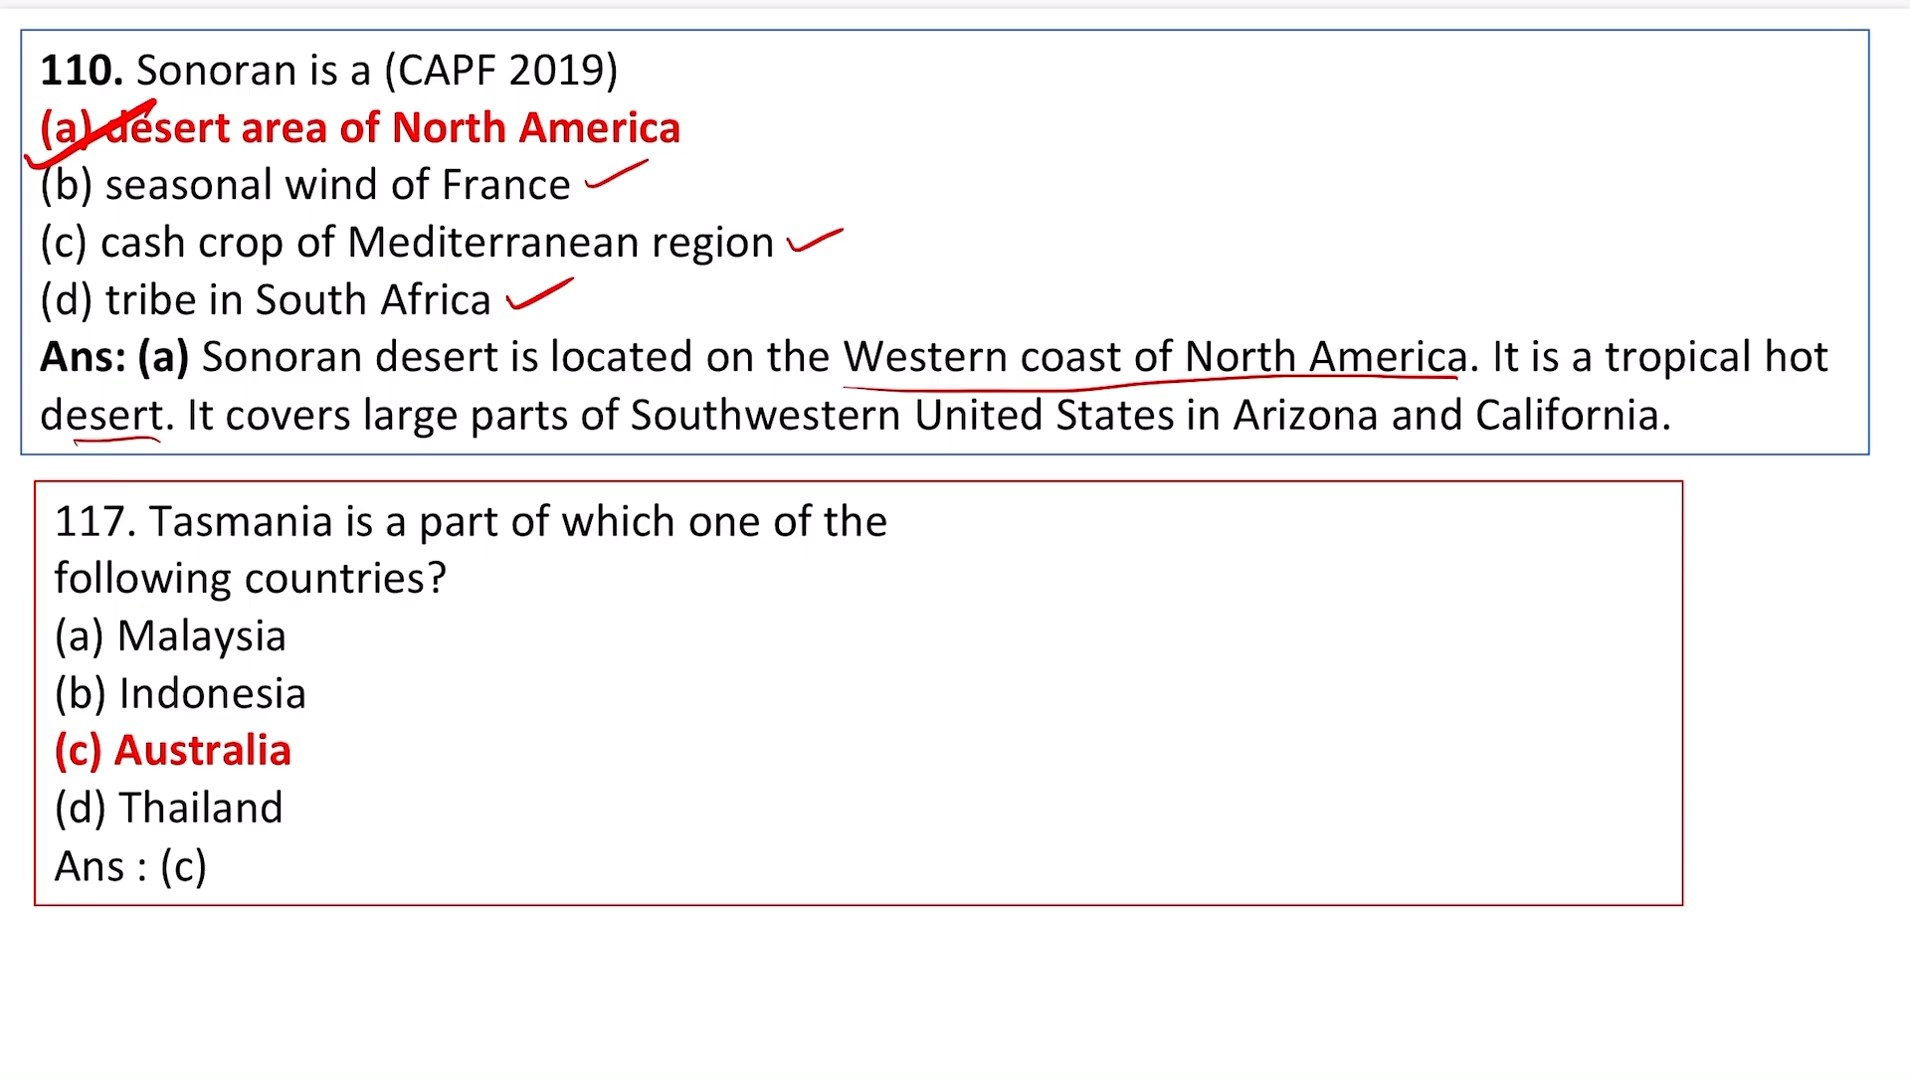 110. Sonoran is a (CAPF 2019)
(a) desert area of North America
(b) seasonal wind of France
(c) cash crop of Mediterranean region
(d) tribe in South Africa
Ans: (a) Sonoran desert is located on the Western coast of North America. It is a tropical hot
desert. It covers large parts of Southwestern United States in Arizona and California.
117. Tasmania is a part of which one of the
following countries?
(a) Malaysia
(b) Indonesia
(c) Australia
(d) Thailand
Ans : (c)